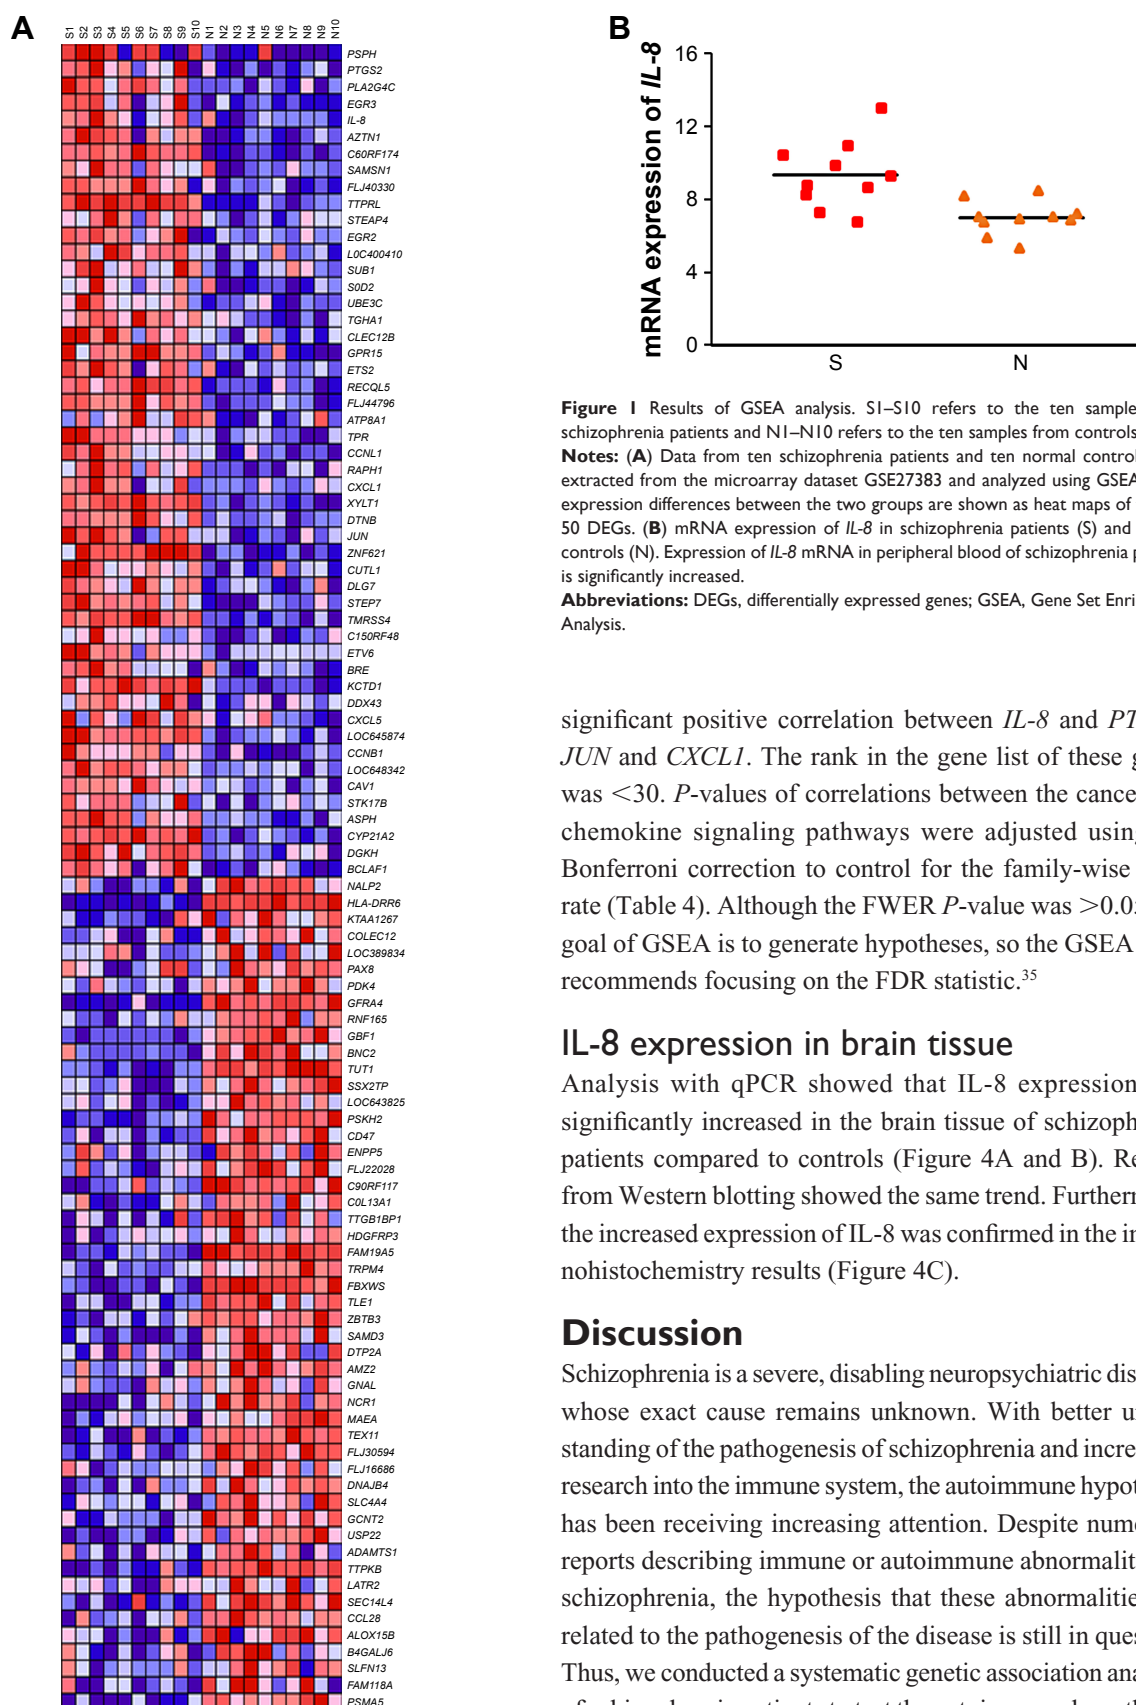 A
S1 S2 S3 S4 S5 S6 S7 S8 S9 S10 N1 N2 N3 N4 N5 N6 N7 N8 N9 N10
PSPH
PTGS2
PLA2G4C
EGR3
IL-8
AZTN1
C60RF174
SAMSN1
FLJ40330
TTPRL
STEAP4
EGR2
L0C400410
SUB1
S0D2
UBE3C
TGHA1
CLEC12B
GPR15
ETS2
RECQL5
FLJ44796
ATP8A1
TPR
CCNL1
RAPH1
CXCL1
XYLT1
DTNB
JUN
ZNF621
CUTL1
DLG7
STEP7
TMRSS4
C150RF48
ETV6
BRE
KCTD1
DDX43
CXCL5
LOC645874
CCNB1
LOC648342
CAV1
STK17B
ASPH
CYP21A2
DGKH
BCLAF1
NALP2
HLA-DRR6
KTAA1267
COLEC12
LOC389834
PAX8
PDK4
GFRA4
RNF165
GBF1
BNC2
TUT1
SSX2TP
LOC643825
PSKH2
CD47
ENPP5
FLJ22028
C90RF117
C0L13A1
TTGB1BP1
HDGFRP3
FAM19A5
TRPM4
FBXWS
TLE1
ZBTB3
SAMD3
DTP2A
AMZ2
GNAL
NCR1
MAEA
TEX11
FLJ30594
FLJ16686
DNAJB4
SLC4A4
GCNT2
USP22
ADAMTS1
TTPKB
LATR2
SEC14L4
CCL28
ALOX15B
B4GALJ6
SLFN13
FAM118A
PSMA5
B
mRNA expression of IL-8
16
12
8
4
0
S N
Figure 1 Results of GSEA analysis. S1–S10 refers to the ten sample
schizophrenia patients and N1–N10 refers to the ten samples from controls
Notes: (A) Data from ten schizophrenia patients and ten normal control
extracted from the microarray dataset GSE27383 and analyzed using GSEA
expression differences between the two groups are shown as heat maps of
50 DEGs. (B) mRNA expression of IL-8 in schizophrenia patients (S) and
controls (N). Expression of IL-8 mRNA in peripheral blood of schizophrenia p
is significantly increased.
Abbreviations: DEGs, differentially expressed genes; GSEA, Gene Set Enri
Analysis.
significant positive correlation between IL-8 and PT
JUN and CXCL1. The rank in the gene list of these g
was <30. P-values of correlations between the cance
chemokine signaling pathways were adjusted using
Bonferroni correction to control for the family-wise
rate (Table 4). Although the FWER P-value was >0.0
goal of GSEA is to generate hypotheses, so the GSEA
recommends focusing on the FDR statistic.35
IL-8 expression in brain tissue
Analysis with qPCR showed that IL-8 expression
significantly increased in the brain tissue of schizoph
patients compared to controls (Figure 4A and B). Re
from Western blotting showed the same trend. Furthern
the increased expression of IL-8 was confirmed in the i
nohistochemistry results (Figure 4C).
Discussion
Schizophrenia is a severe, disabling neuropsychiatric dis
whose exact cause remains unknown. With better u
standing of the pathogenesis of schizophrenia and incre
research into the immune system, the autoimmune hypot
has been receiving increasing attention. Despite nume
reports describing immune or autoimmune abnormalit
schizophrenia, the hypothesis that these abnormalitie
related to the pathogenesis of the disease is still in ques
Thus, we conducted a systematic genetic association ana